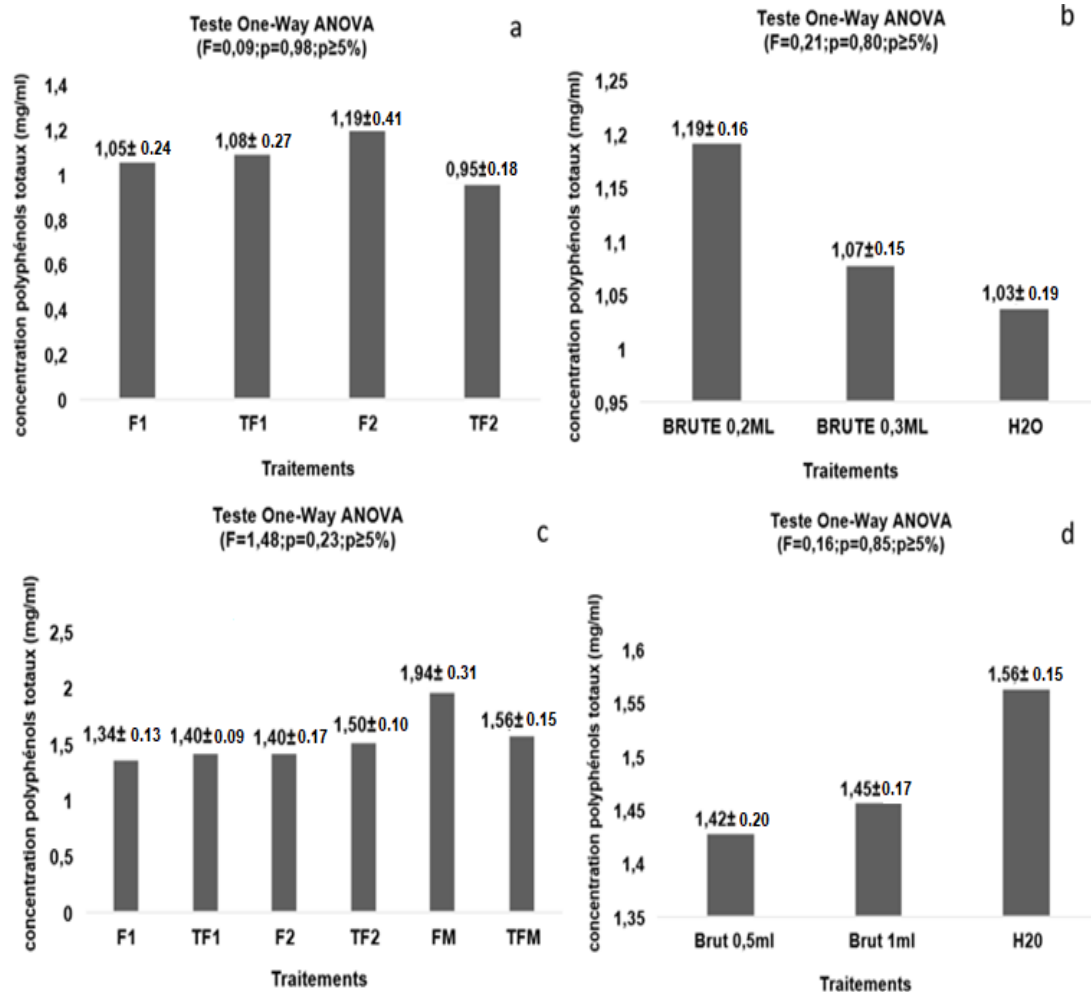 Teste One-Way ANOVA
(F=0,09;p=0,98;p≥5%)
a
concentration polyphénols totaux (mg/ml)
1,4
1,2
1
0,8
0,6
0,4
0,2
0
1,05± 0.24
1,08± 0.27
1,19±0.41
0,95±0.18
F1 TF1 F2 TF2
Traitements
Teste One-Way ANOVA
(F=0,21;p=0,80;p≥5%)
b
concentration polyphénols totaux (mg/ml)
1,25
1,2
1,15
1,1
1,05
1
0,95
1,19± 0.16
1,07±0.15
1,03± 0.19
BRUTE 0,2ML BRUTE 0,3ML H2O
Traitements
Teste One-Way ANOVA
(F=1,48;p=0,23;p≥5%)
c
concentration polyphénols totaux (mg/ml)
2,5
2
1,5
1
0,5
0
1,34± 0.13
1,40±0.09
1,40±0.17
1,50±0.10
1,94± 0.31
1,56± 0.15
F1 TF1 F2 TF2 FM TFM
Traitements
Teste One-Way ANOVA
(F=0,16;p=0,85;p≥5%)
d
concentration polyphénols totaux (mg/ml)
1,6
1,55
1,5
1,45
1,4
1,35
1,42± 0.20
1,45±0.17
1,56± 0.15
Brut 0,5ml Brut 1ml H20
Traitements